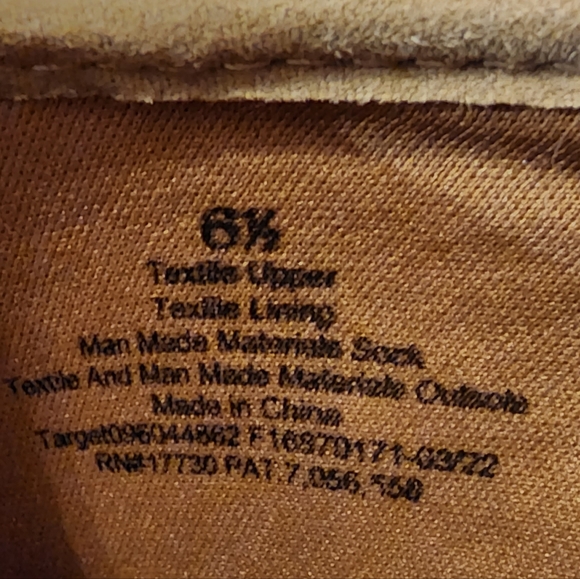 6½
Textile Upper
Textile Lining
Man Made Materials Sock
Textile And Man Made Materials Outsole
Made in China
Target096044862 F16870171-03/22
RN#17730 PAT 7,056,558